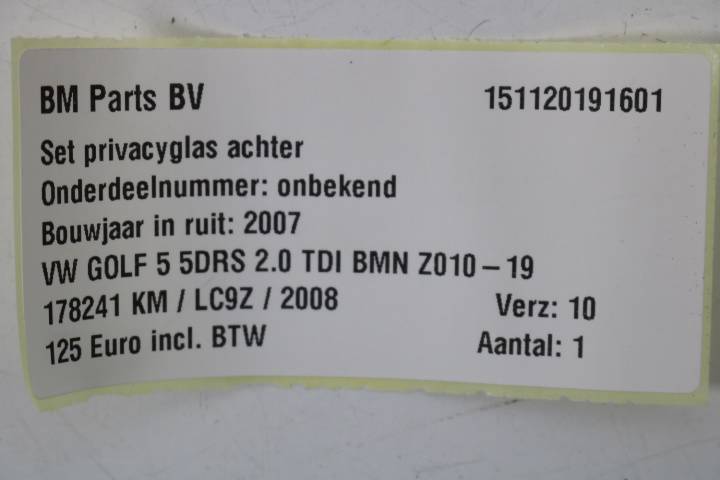 BM Parts BV 151120191601
Set privacyglas achter
Onderdeelnummer: onbekend
Bouwjaar in ruit: 2007
VW GOLF 5 5DRS 2.0 TDI BMN Z010-19
178241 KM / LC9Z / 2008 Verz: 10
125 Euro incl. BTW Aantal: 1